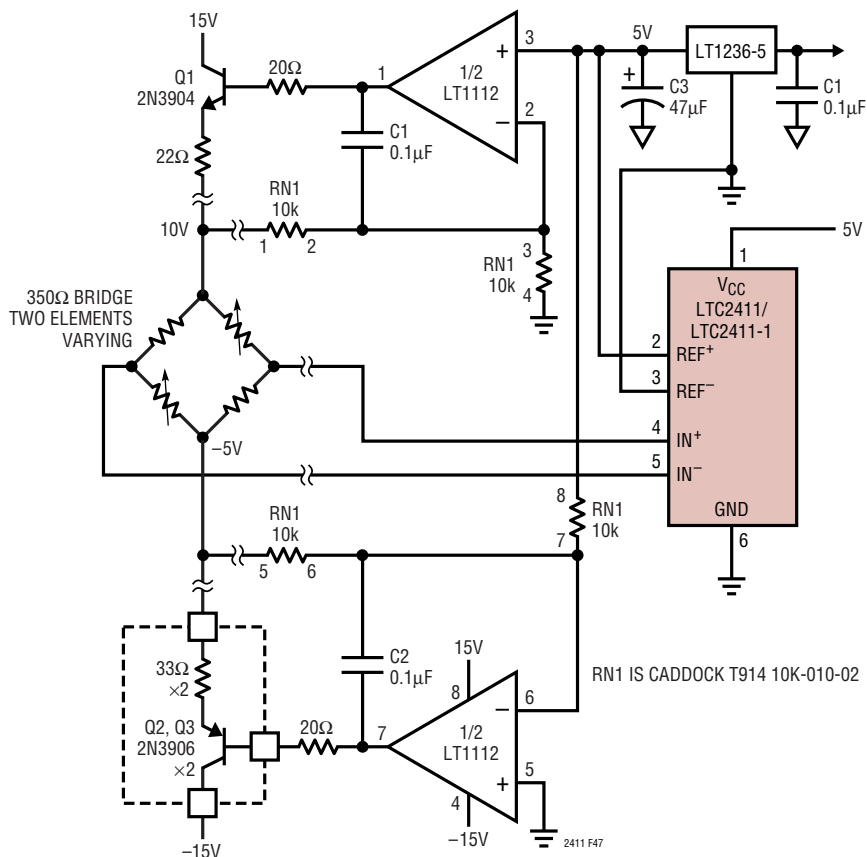 15V
Q1
2N3904
20Ω
1
1/2
LT1112
+
3
−
2
5V
LT1236-5
+
C3
47µF
C1
0.1µF
22Ω
C1
0.1µF
RN1
10k
10V
1
2
RN1
10k
3
4
5V
1
VCC
LTC2411/
LTC2411-1
2
REF+
3
REF−
4
IN+
5
IN−
GND
6
350Ω BRIDGE
TWO ELEMENTS
VARYING
−5V
8
RN1
10k
7
RN1
10k
5
6
33Ω
×2
C2
0.1µF
15V
8
RN1 IS CADDOCK T914 10K-010-02
Q2, Q3
2N3906
×2
20Ω
7
1/2
LT1112
−
6
+
5
4
−15V
−15V
2411 F47